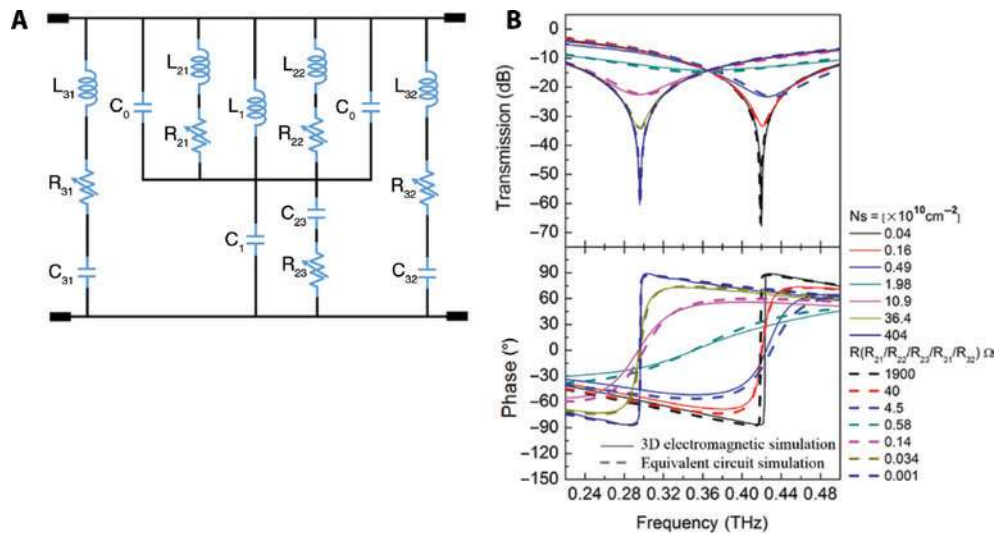 A
L31
R31
C31
C0
L21
R21
L1
C1
L22
R22
C23
R23
C0
L32
R32
C32
B
Transmission (dB)
0
−10
−20
−30
−40
−50
−60
−70
Phase (°)
90
60
30
0
−30
−60
−90
−120
−150
3D electromagnetic simulation
Equivalent circuit simulation
0.24 0.28 0.32 0.36 0.40 0.44 0.48
Frequency (THz)
Ns = [×10^10 cm^−2]
0.04
0.16
0.49
1.98
10.9
36.4
404
R(R21/R22/R23/R31/R32) Ω
1900
40
4.5
0.58
0.14
0.034
0.001